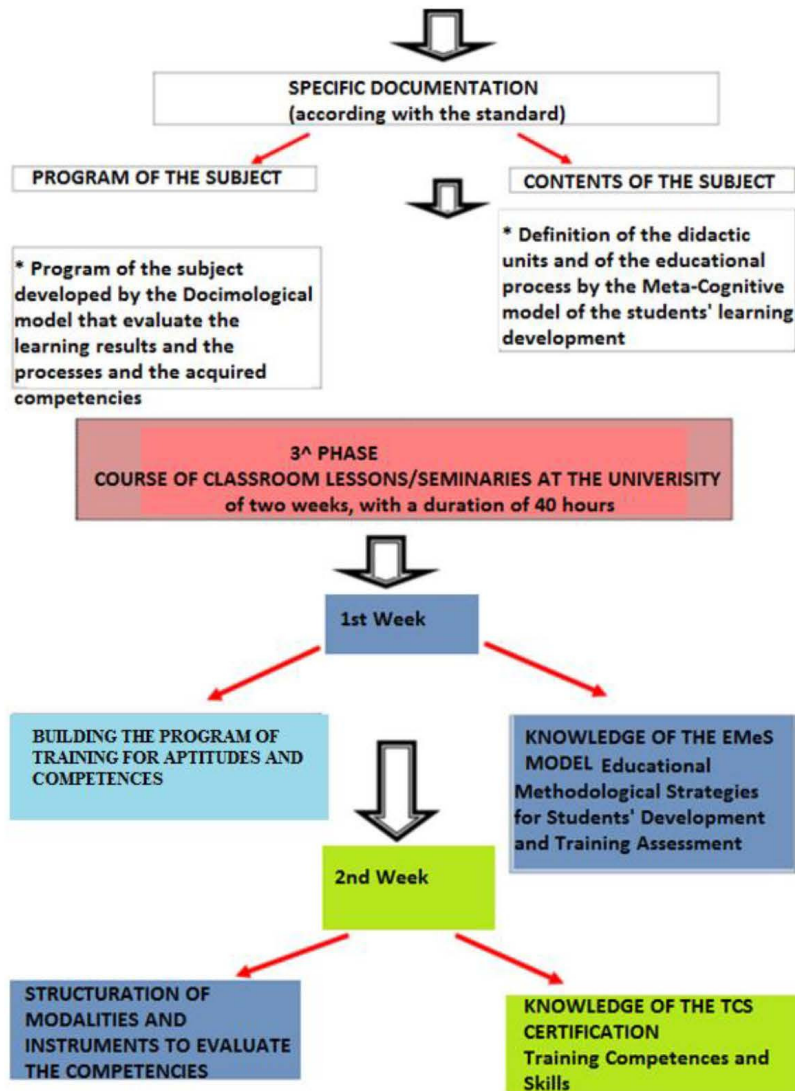 SPECIFIC DOCUMENTATION
(according with the standard)
PROGRAM OF THE SUBJECT
CONTENTS OF THE SUBJECT
* Program of the subject
developed by the Docimological
model that evaluate the
learning results and the
processes and the acquired
competencies
* Definition of the didactic
units and of the educational
process by the Meta-Cognitive
model of the students' learning
development
3^ PHASE
COURSE OF CLASSROOM LESSONS/SEMINARIES AT THE UNIVERISITY
of two weeks, with a duration of 40 hours
1st Week
BUILDING THE PROGRAM OF
TRAINING FOR APTITUDES AND
COMPETENCES
KNOWLEDGE OF THE EMeS
MODEL Educational
Methodological Strategies
for Students' Development
and Training Assessment
2nd Week
STRUCTURATION OF
MODALITIES AND
INSTRUMENTS TO EVALUATE
THE COMPETENCIES
KNOWLEDGE OF THE TCS
CERTIFICATION
Training Competences and
Skills